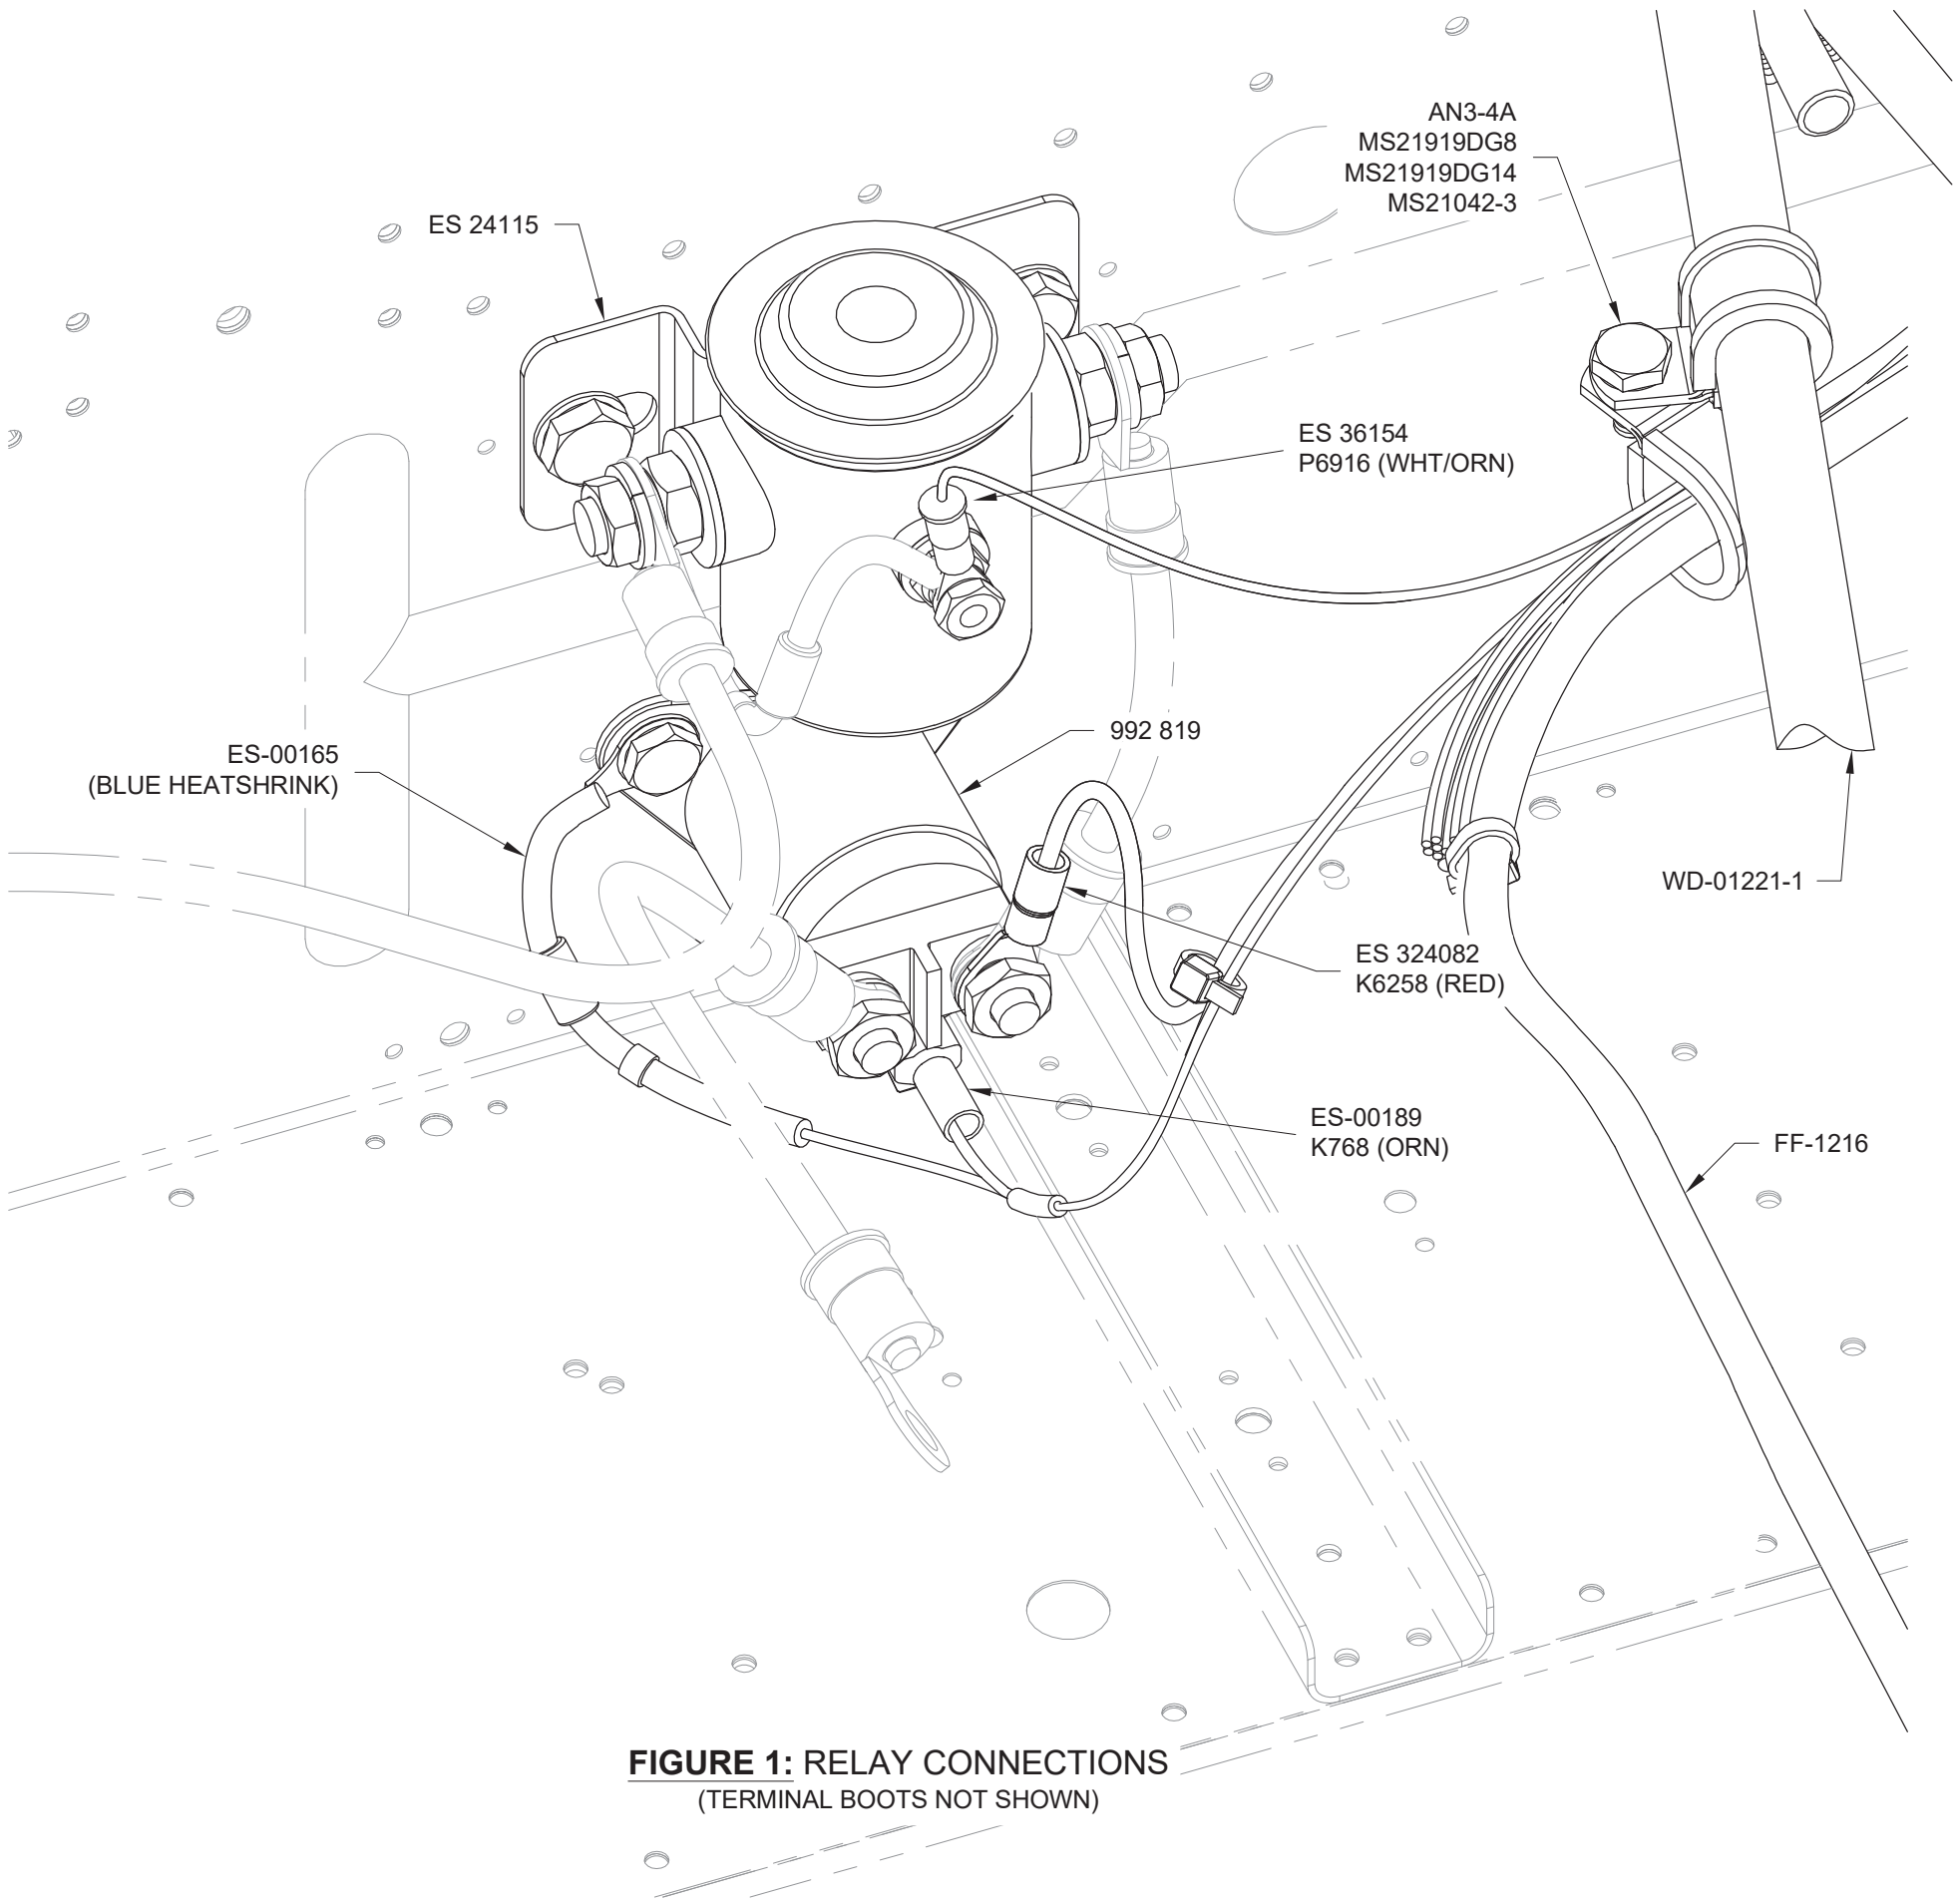 AN3-4A
MS21919DG8
MS21919DG14
MS21042-3
ES 24115
ES 36154
P6916 (WHT/ORN)
992 819
ES-00165
(BLUE HEATSHRINK)
WD-01221-1
ES 324082
K6258 (RED)
ES-00189
K768 (ORN)
FF-1216
FIGURE 1: RELAY CONNECTIONS
(TERMINAL BOOTS NOT SHOWN)